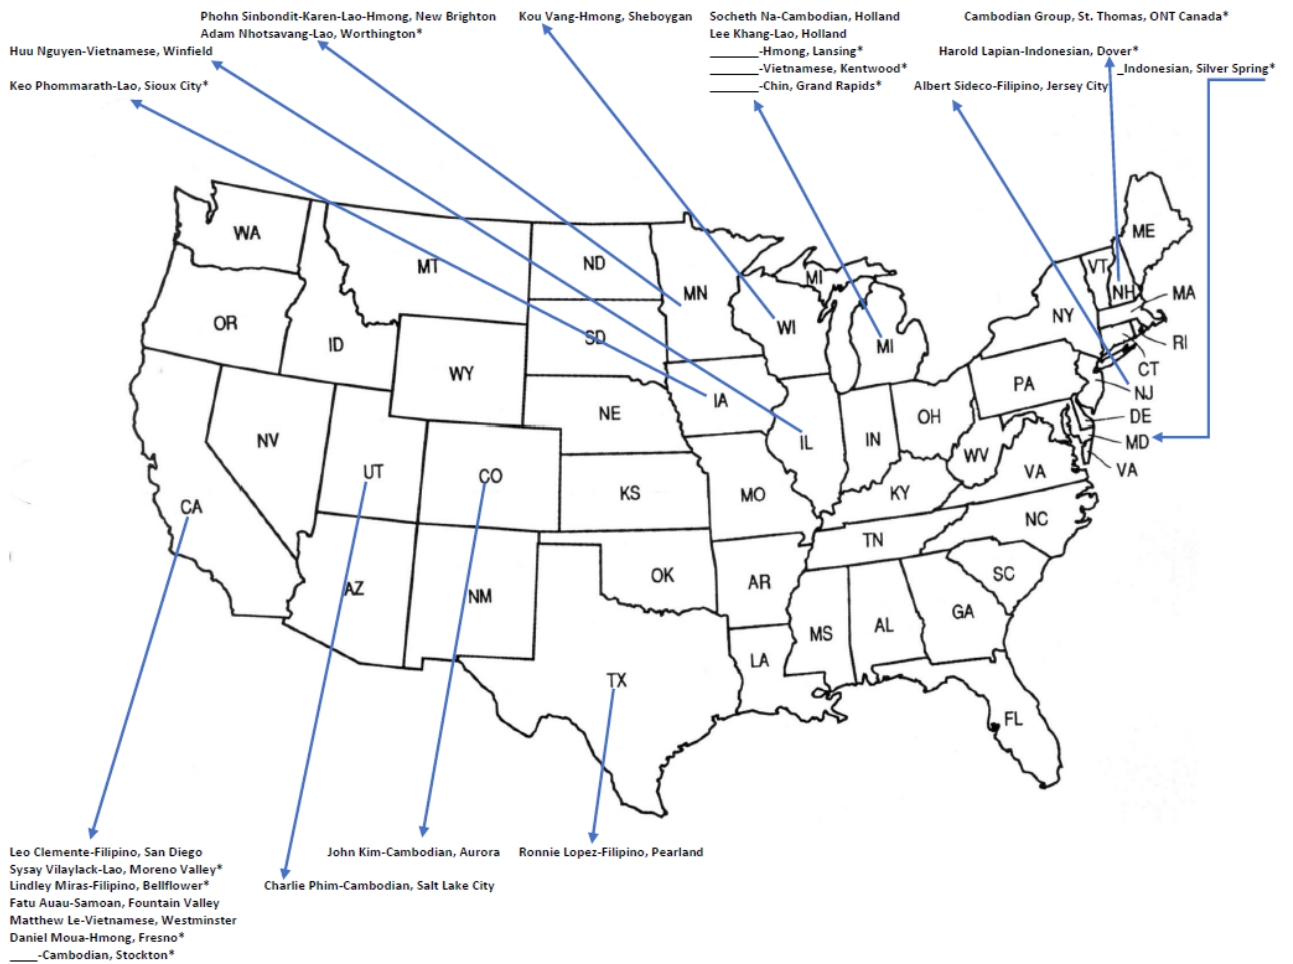 Phohn Sinbondit-Karen-Lao-Hmong, New Brighton
Adam Nhotsavang-Lao, Worthington*
Kou Vang-Hmong, Sheboygan
Socheth Na-Cambodian, Holland
Lee Khang-Lao, Holland
_______-Hmong, Lansing*
_______-Vietnamese, Kentwood*
_______-Chin, Grand Rapids*
Cambodian Group, St. Thomas, ONT Canada*
Huu Nguyen-Vietnamese, Winfield
Harold Lapian-Indonesian, Dover*
_Indonesian, Silver Spring*
Keo Phommarath-Lao, Sioux City*
Albert Sideco-Filipino, Jersey City
WA
MT
ND
MN
WI
MI
MI
ME
VT
NH
MA
NY
RI
CT
OR
ID
WY
SD
IA
NE
PA
NJ
DE
MD
VA
NV
UT
CO
KS
MO
IL
IN
OH
WV
VA
KY
CA
AZ
NM
OK
AR
TN
NC
SC
TX
LA
MS
AL
GA
FL
Leo Clemente-Filipino, San Diego
Sysay Vilaylack-Lao, Moreno Valley*
Lindley Miras-Filipino, Bellflower*
Fatu Auau-Samoan, Fountain Valley
Matthew Le-Vietnamese, Westminster
Daniel Moua-Hmong, Fresno*
____-Cambodian, Stockton*
John Kim-Cambodian, Aurora
Charlie Phim-Cambodian, Salt Lake City
Ronnie Lopez-Filipino, Pearland